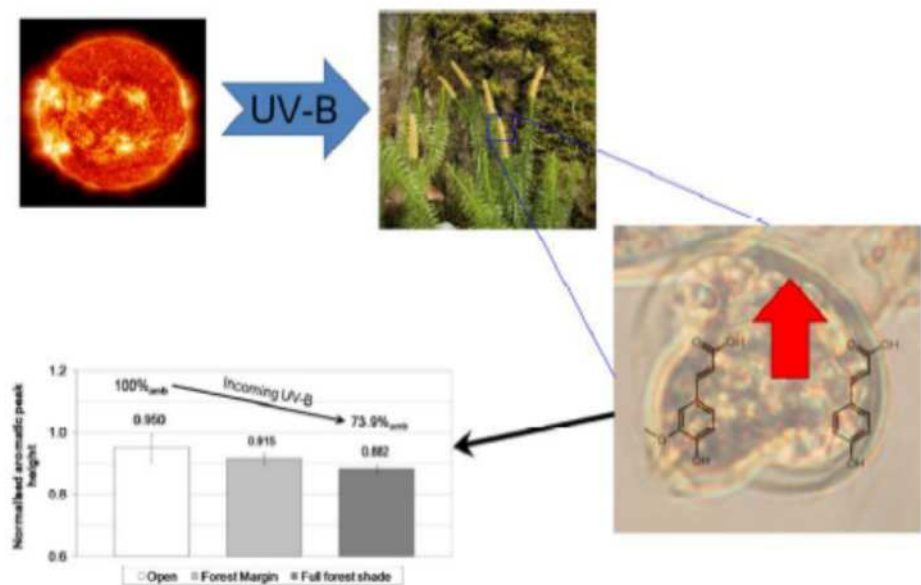 UV-B
O
OH
O
OH
O
OH
OH
1.2
1.0
0.8
0.6
Normalised aromatic peak
height
100%amb
Incoming UV-B
73.9%amb
0.950
0.915
0.882
Open
Forest Margin
Full forest shade